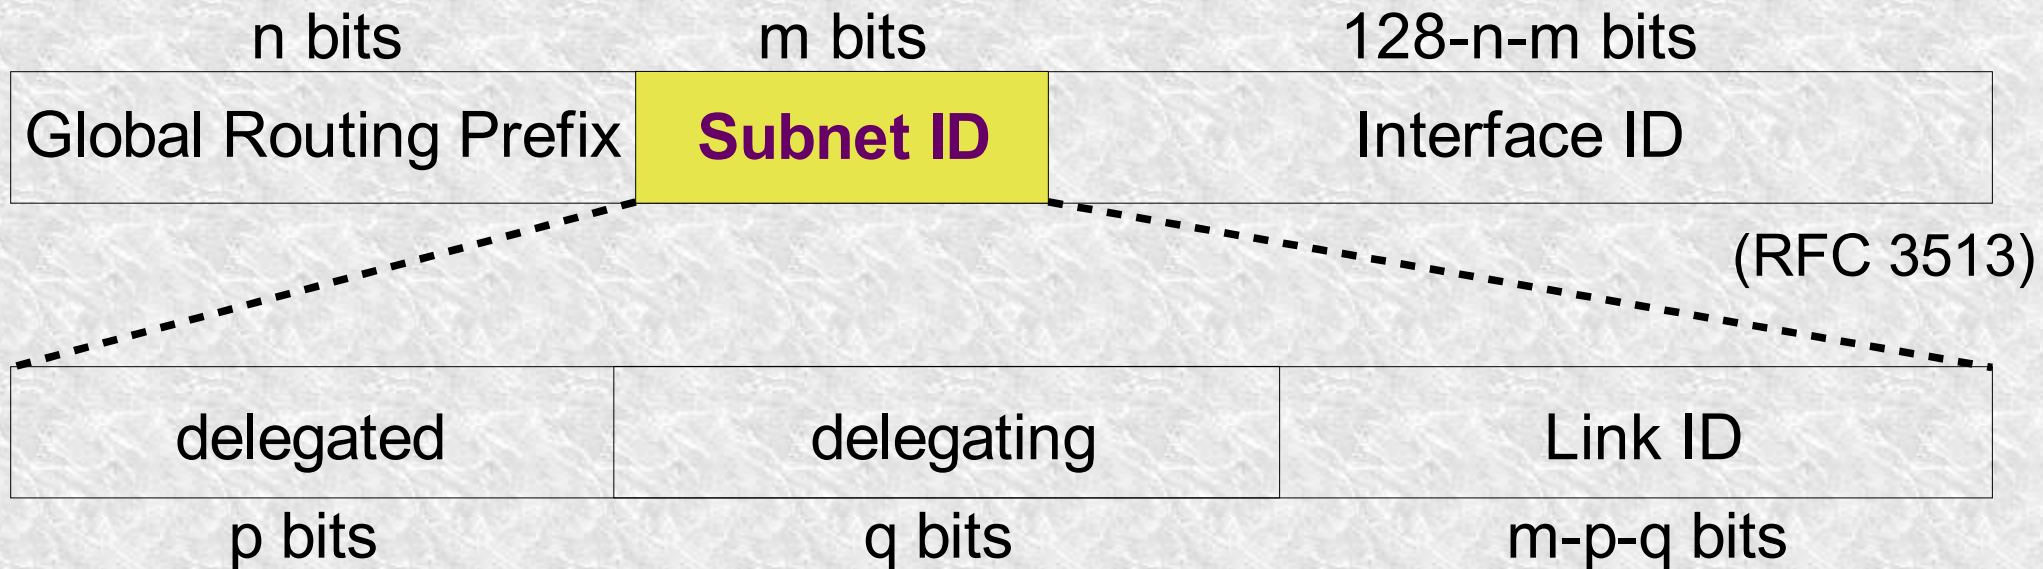 n bits m bits 128-n-m bits
Global Routing Prefix Subnet ID Interface ID
(RFC 3513)
delegated delegating Link ID
p bits q bits m-p-q bits